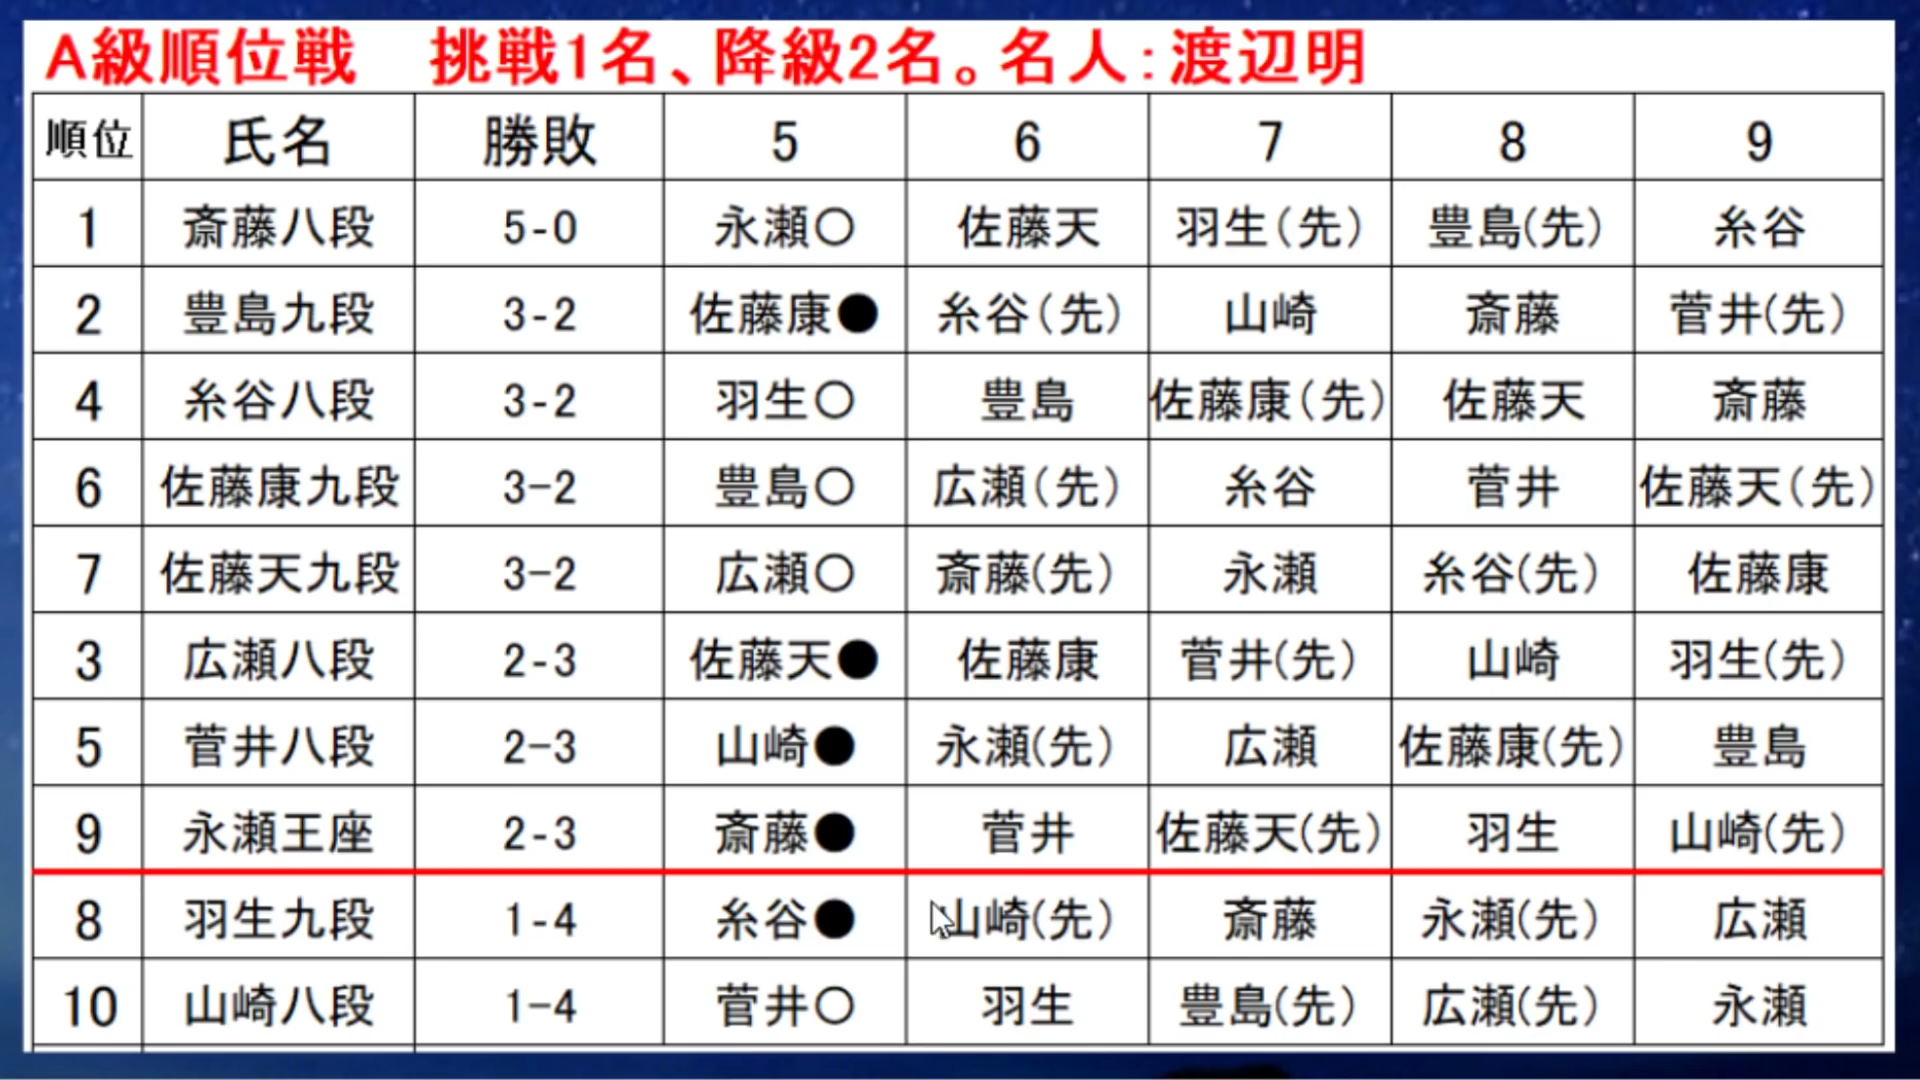 A級順位戦　挑戦1名、降級2名。名人：渡辺明
順位 氏名 勝敗 5 6 7 8 9
1 斎藤八段 5-0 永瀬○ 佐藤天 羽生(先) 豊島(先) 糸谷
2 豊島九段 3-2 佐藤康● 糸谷(先) 山崎 斎藤 菅井(先)
4 糸谷八段 3-2 羽生○ 豊島 佐藤康(先) 佐藤天 斎藤
6 佐藤康九段 3-2 豊島○ 広瀬(先) 糸谷 菅井 佐藤天(先)
7 佐藤天九段 3-2 広瀬○ 斎藤(先) 永瀬 糸谷(先) 佐藤康
3 広瀬八段 2-3 佐藤天● 佐藤康 菅井(先) 山崎 羽生(先)
5 菅井八段 2-3 山崎● 永瀬(先) 広瀬 佐藤康(先) 豊島
9 永瀬王座 2-3 斎藤● 菅井 佐藤天(先) 羽生 山崎(先)
8 羽生九段 1-4 糸谷● 山崎(先) 斎藤 永瀬(先) 広瀬
10 山崎八段 1-4 菅井○ 羽生 豊島(先) 広瀬(先) 永瀬